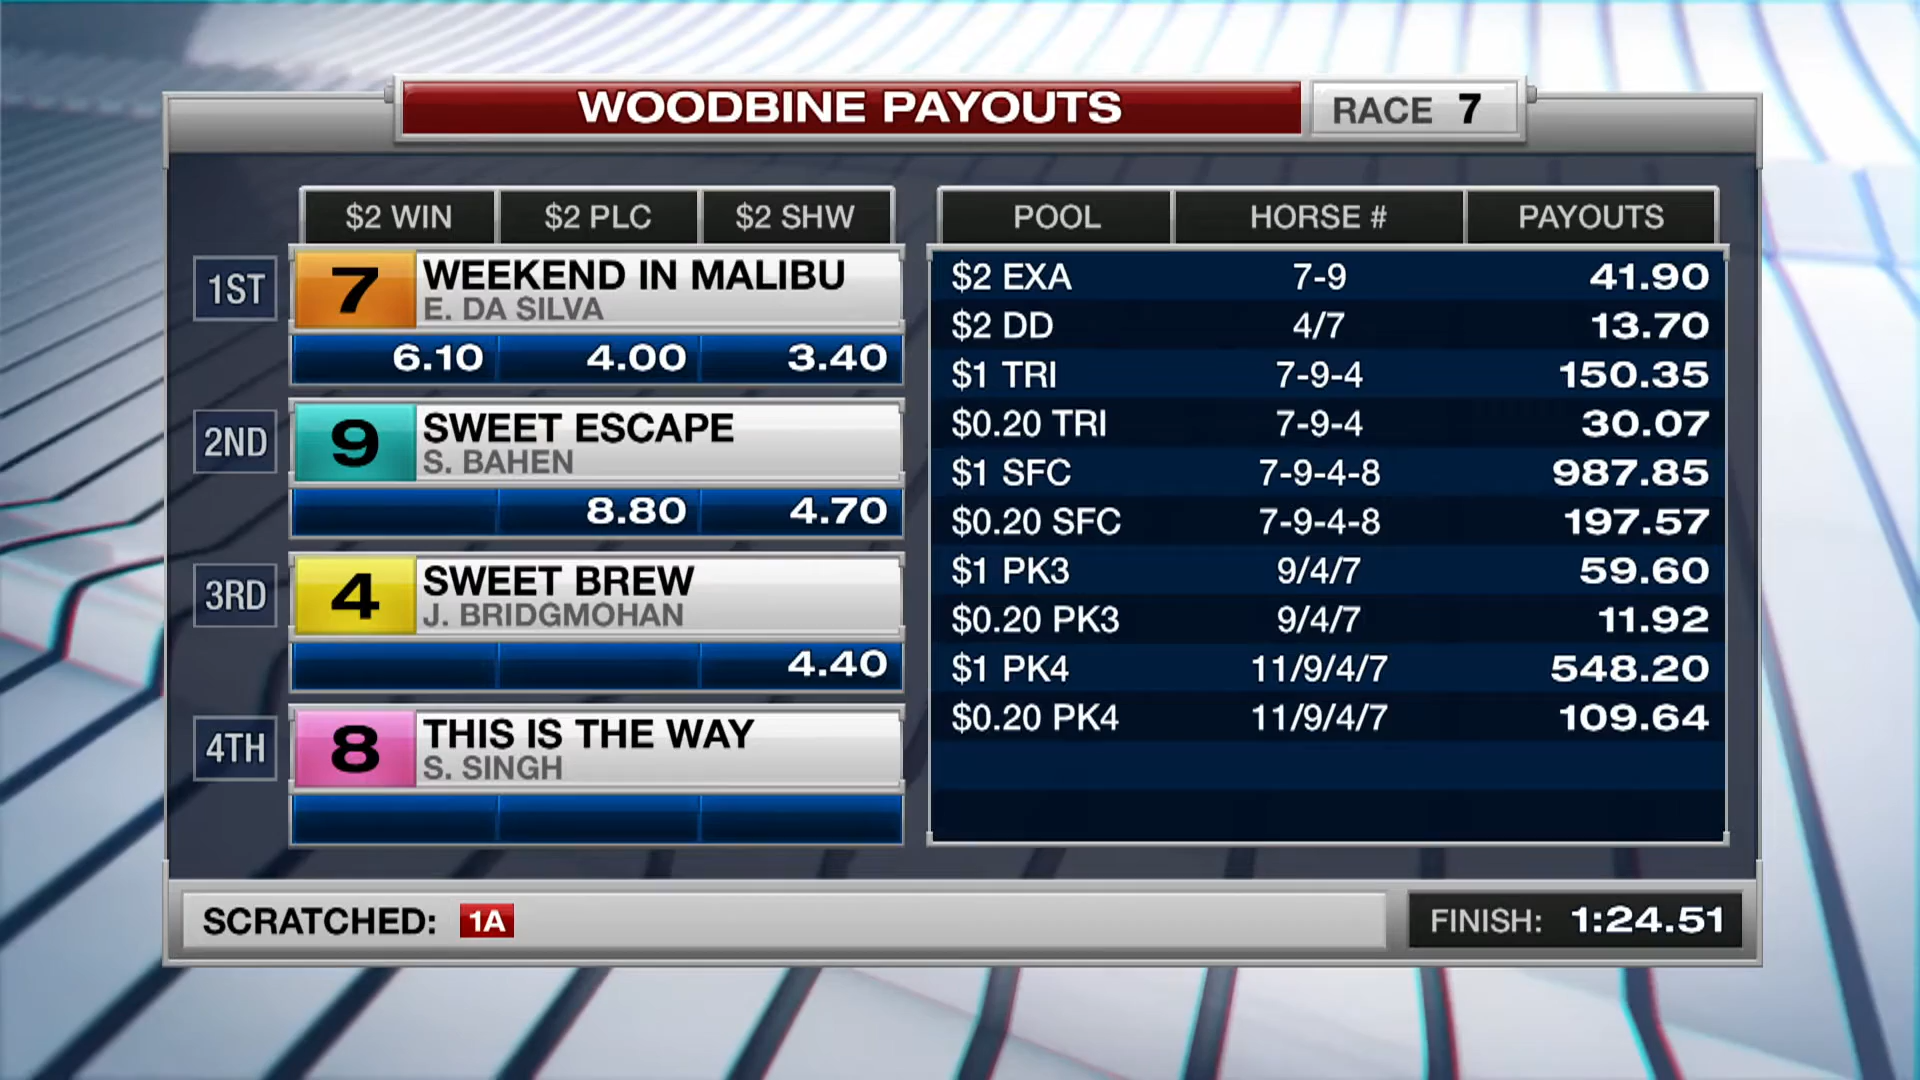 WOODBINE PAYOUTS
RACE 7
$2 WIN $2 PLC $2 SHW
1ST 7 WEEKEND IN MALIBU
E. DA SILVA
6.10 4.00 3.40
2ND 9 SWEET ESCAPE
S. BAHEN
8.80 4.70
3RD 4 SWEET BREW
J. BRIDGMOHAN
4.40
4TH 8 THIS IS THE WAY
S. SINGH
POOL HORSE # PAYOUTS
$2 EXA 7-9 41.90
$2 DD 4/7 13.70
$1 TRI 7-9-4 150.35
$0.20 TRI 7-9-4 30.07
$1 SFC 7-9-4-8 987.85
$0.20 SFC 7-9-4-8 197.57
$1 PK3 9/4/7 59.60
$0.20 PK3 9/4/7 11.92
$1 PK4 11/9/4/7 548.20
$0.20 PK4 11/9/4/7 109.64
SCRATCHED: 1A
FINISH: 1:24.51